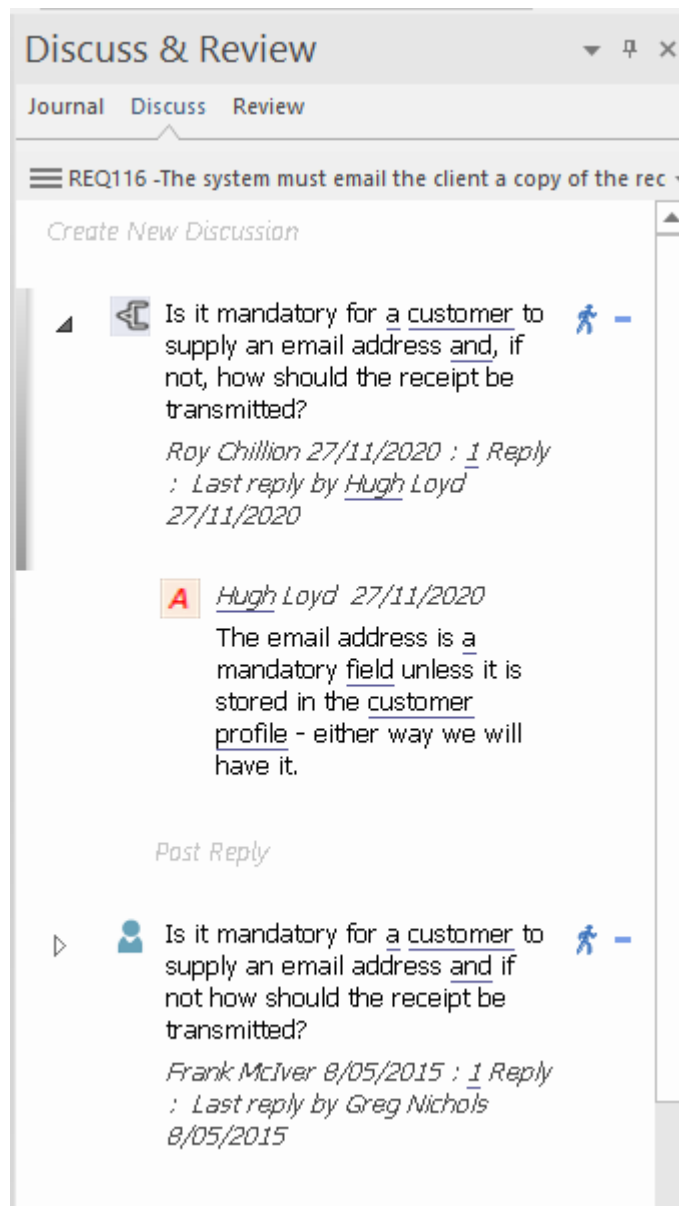 Discuss & Review
Journal Discuss Review
REQ116 -The system must email the client a copy of the rec
Create New Discussion
Is it mandatory for a customer to
supply an email address and, if
not, how should the receipt be
transmitted?
Roy Chillion 27/11/2020 : 1 Reply
: Last reply by Hugh Loyd
27/11/2020
A Hugh Loyd 27/11/2020
The email address is a
mandatory field unless it is
stored in the customer
profile - either way we will
have it.
Post Reply
Is it mandatory for a customer to
supply an email address and if
not how should the receipt be
transmitted?
Frank McIver 8/05/2015 : 1 Reply
: Last reply by Greg Nichols
8/05/2015